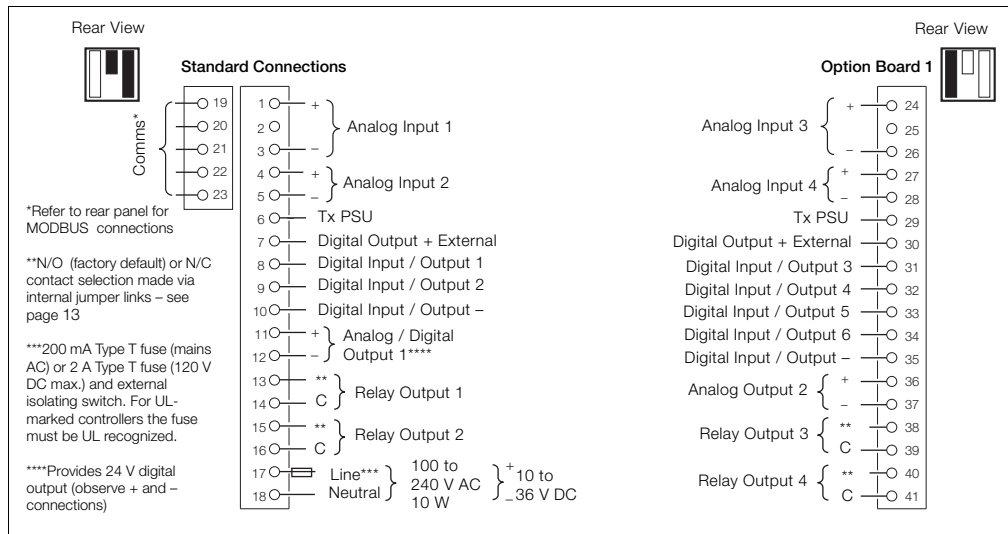 Rear View
Standard Connections
Comms*
19
20
21
22
23
*Refer to rear panel for
MODBUS connections
**N/O (factory default) or N/C
contact selection made via
internal jumper links – see
page 13
***200 mA Type T fuse (mains
AC) or 2 A Type T fuse (120 V
DC max.) and external
isolating switch. For UL-
marked controllers the fuse
must be UL recognized.
****Provides 24 V digital
output (observe + and –
connections)
1 +
2
3 –
Analog Input 1
4 +
5 –
Analog Input 2
6 Tx PSU
7 Digital Output + External
8 Digital Input / Output 1
9 Digital Input / Output 2
10 Digital Input / Output –
11 +
12 –
Analog / Digital
Output 1****
13 **
14 C
Relay Output 1
15 **
16 C
Relay Output 2
17 Line***
18 Neutral
100 to
240 V AC
10 W
+
–
10 to
36 V DC
Rear View
Option Board 1
Analog Input 3
+ 24
25
– 26
Analog Input 4
+ 27
– 28
Tx PSU 29
Digital Output + External 30
Digital Input / Output 3 31
Digital Input / Output 4 32
Digital Input / Output 5 33
Digital Input / Output 6 34
Digital Input / Output – 35
Analog Output 2
+ 36
– 37
Relay Output 3
** 38
C 39
Relay Output 4
** 40
C 41